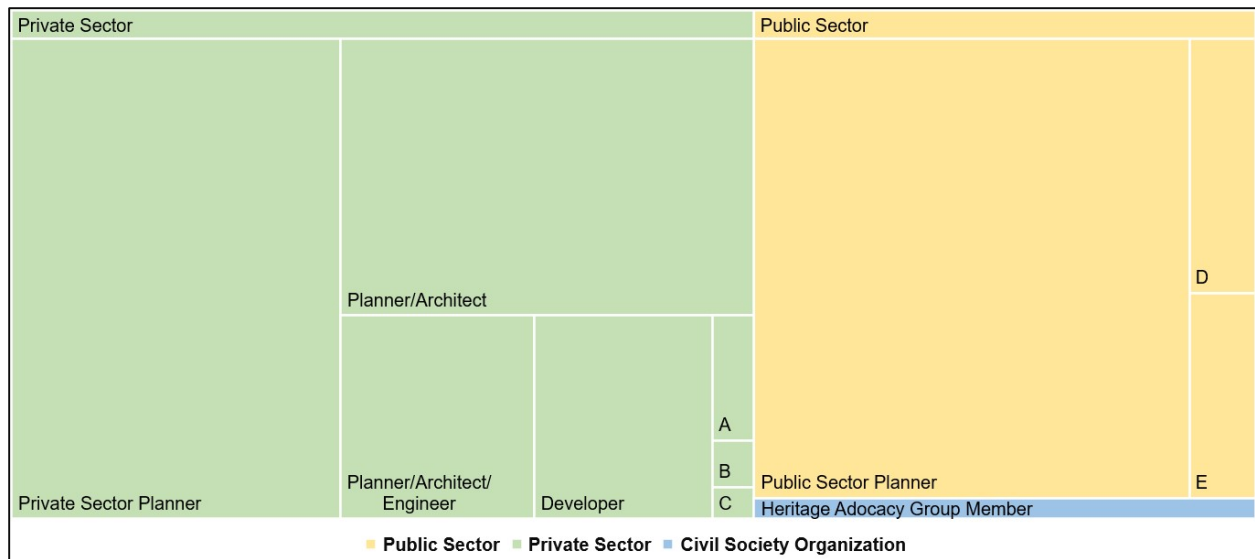 Private Sector
Public Sector
Planner/Architect
D
A
B
C
Planner/Architect/
Engineer
Developer
Private Sector Planner
Public Sector Planner
E
Heritage Adocacy Group Member
Public Sector Private Sector Civil Society Organization